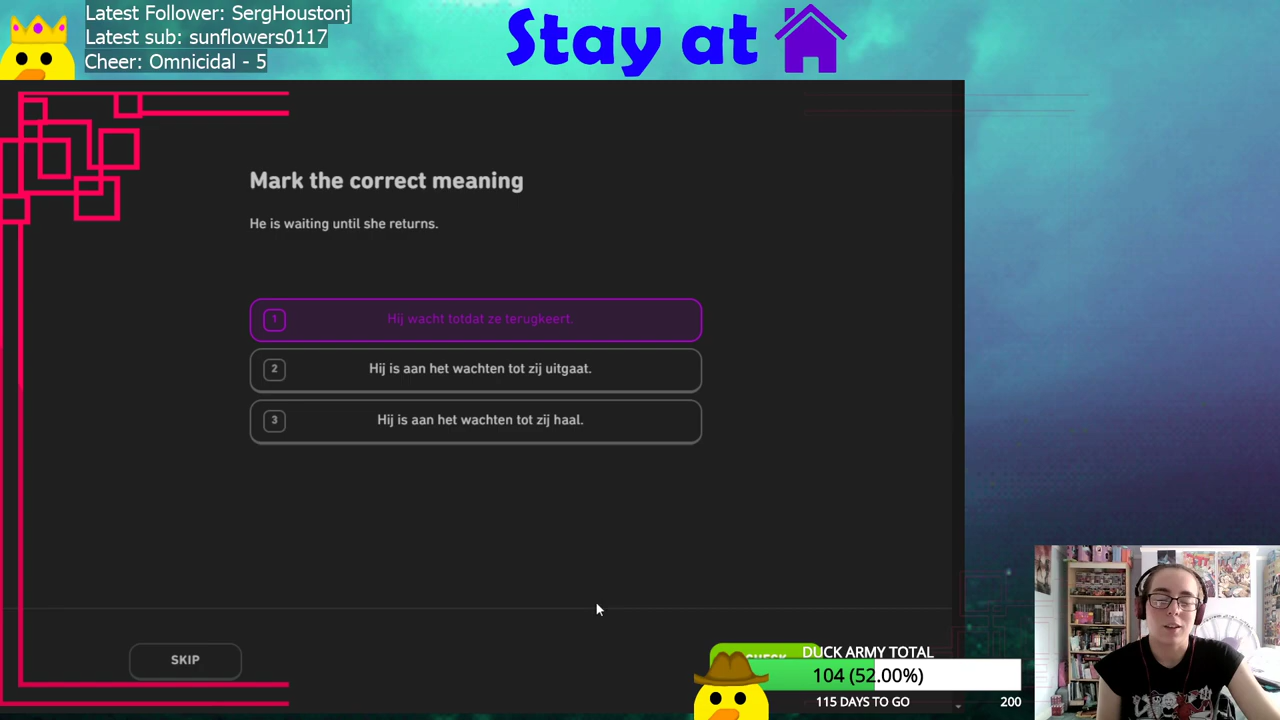 Latest Follower: SergHoustonj
Latest sub: sunflowers0117
Cheer: Omnicidal - 5
Stay at
Mark the correct meaning
He is waiting until she returns.
1 Hij wacht totdat ze terugkeert.
2 Hij is aan het wachten tot zij uitgaat.
3 Hij is aan het wachten tot zij haal.
SKIP
CHECK
DUCK ARMY TOTAL
104 (52.00%)
115 DAYS TO GO 200